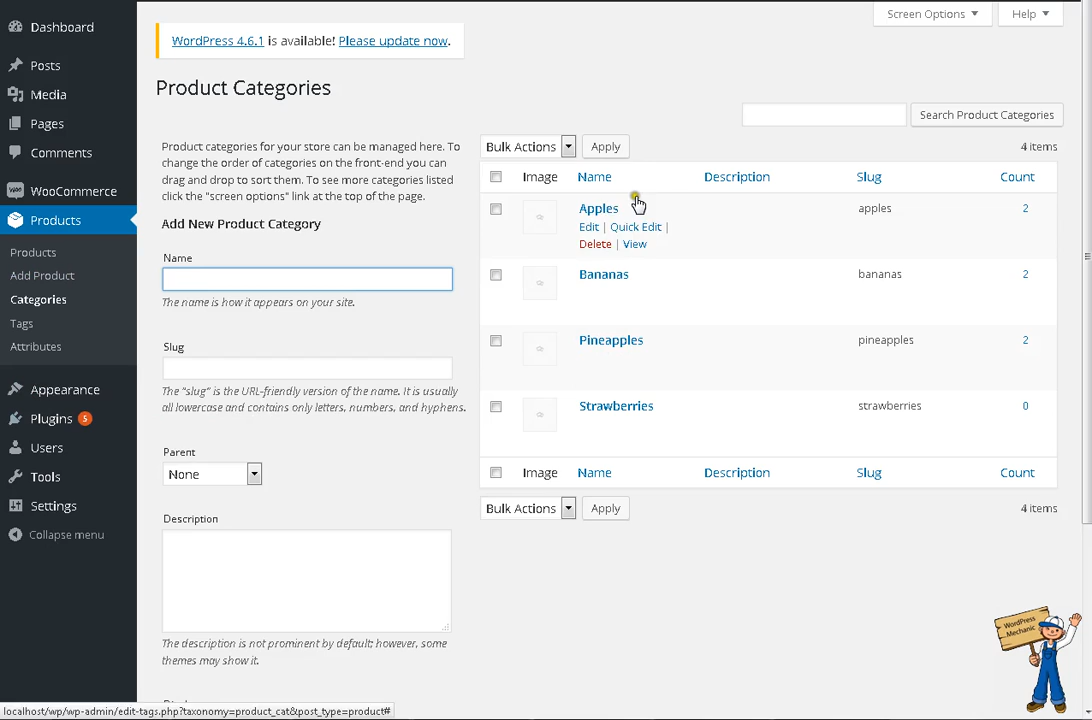 Screen Options
Help
Dashboard
Posts
Media
Pages
Comments
WooCommerce
Products
Products
Add Product
Categories
Tags
Attributes
Appearance
Plugins 5
Users
Tools
Settings
Collapse menu
WordPress 4.6.1 is available! Please update now.
Product Categories
Search Product Categories
Product categories for your store can be managed here. To
change the order of categories on the front-end you can
drag and drop to sort them. To see more categories listed
click the "screen options" link at the top of the page.
Add New Product Category
Name
The name is how it appears on your site.
Slug
The "slug" is the URL-friendly version of the name. It is usually
all lowercase and contains only letters, numbers, and hyphens.
Parent
None
Description
The description is not prominent by default; however, some
themes may show it.
Bulk Actions Apply 4 items
Image Name Description Slug Count
Apples apples 2
Edit | Quick Edit |
Delete | View
Bananas bananas 2
Pineapples pineapples 2
Strawberries strawberries 0
Image Name Description Slug Count
Bulk Actions Apply 4 items
WordPress
Mechanic
localhost/wp/wp-admin/edit-tags.php?taxonomy=product_cat&post_type=product#